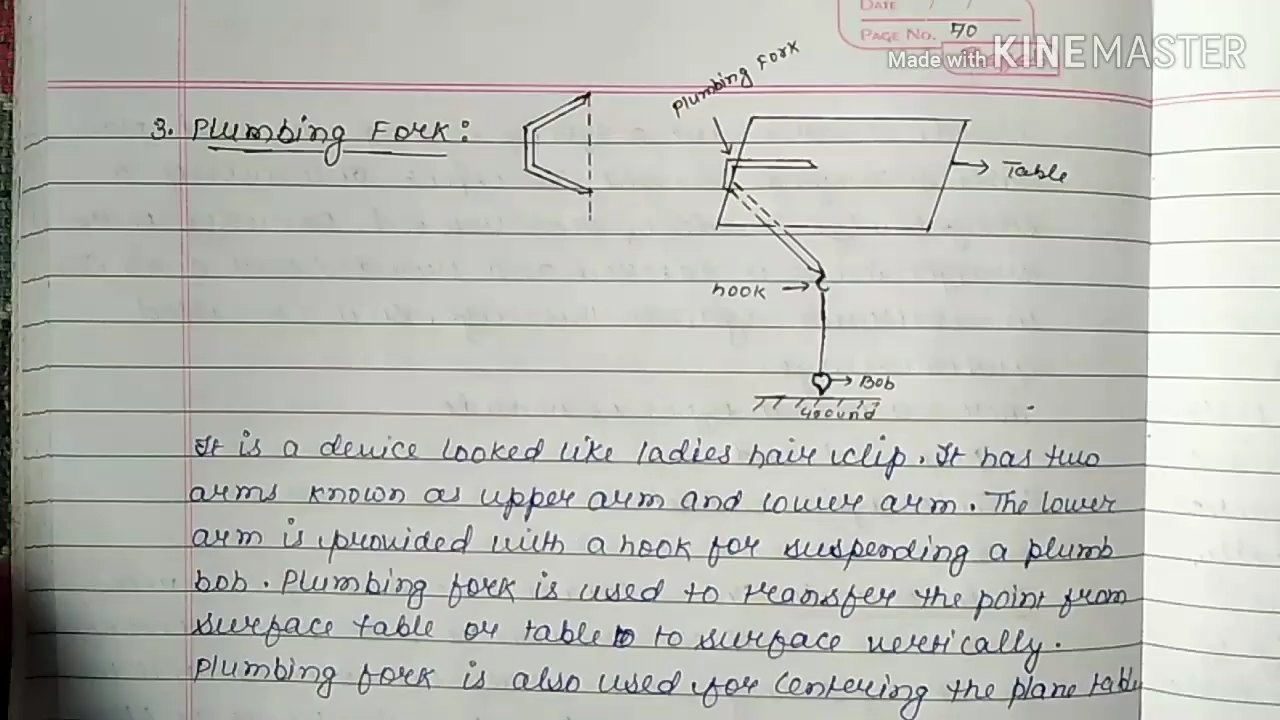 DATE / /
PAGE No. 70
Made with KINEMASTER
3. Plumbing Fork:
Plumbing Fork
Table
hook
Bob
Ground
It is a device looked like ladies hair clip. It has two
arms known as upper arm and lower arm. The lower
arm is provided with a hook for suspending a plumb
bob. Plumbing fork is used to transfer the point from
surface table or table to to surface vertically.
Plumbing fork is also used for centering the plane table